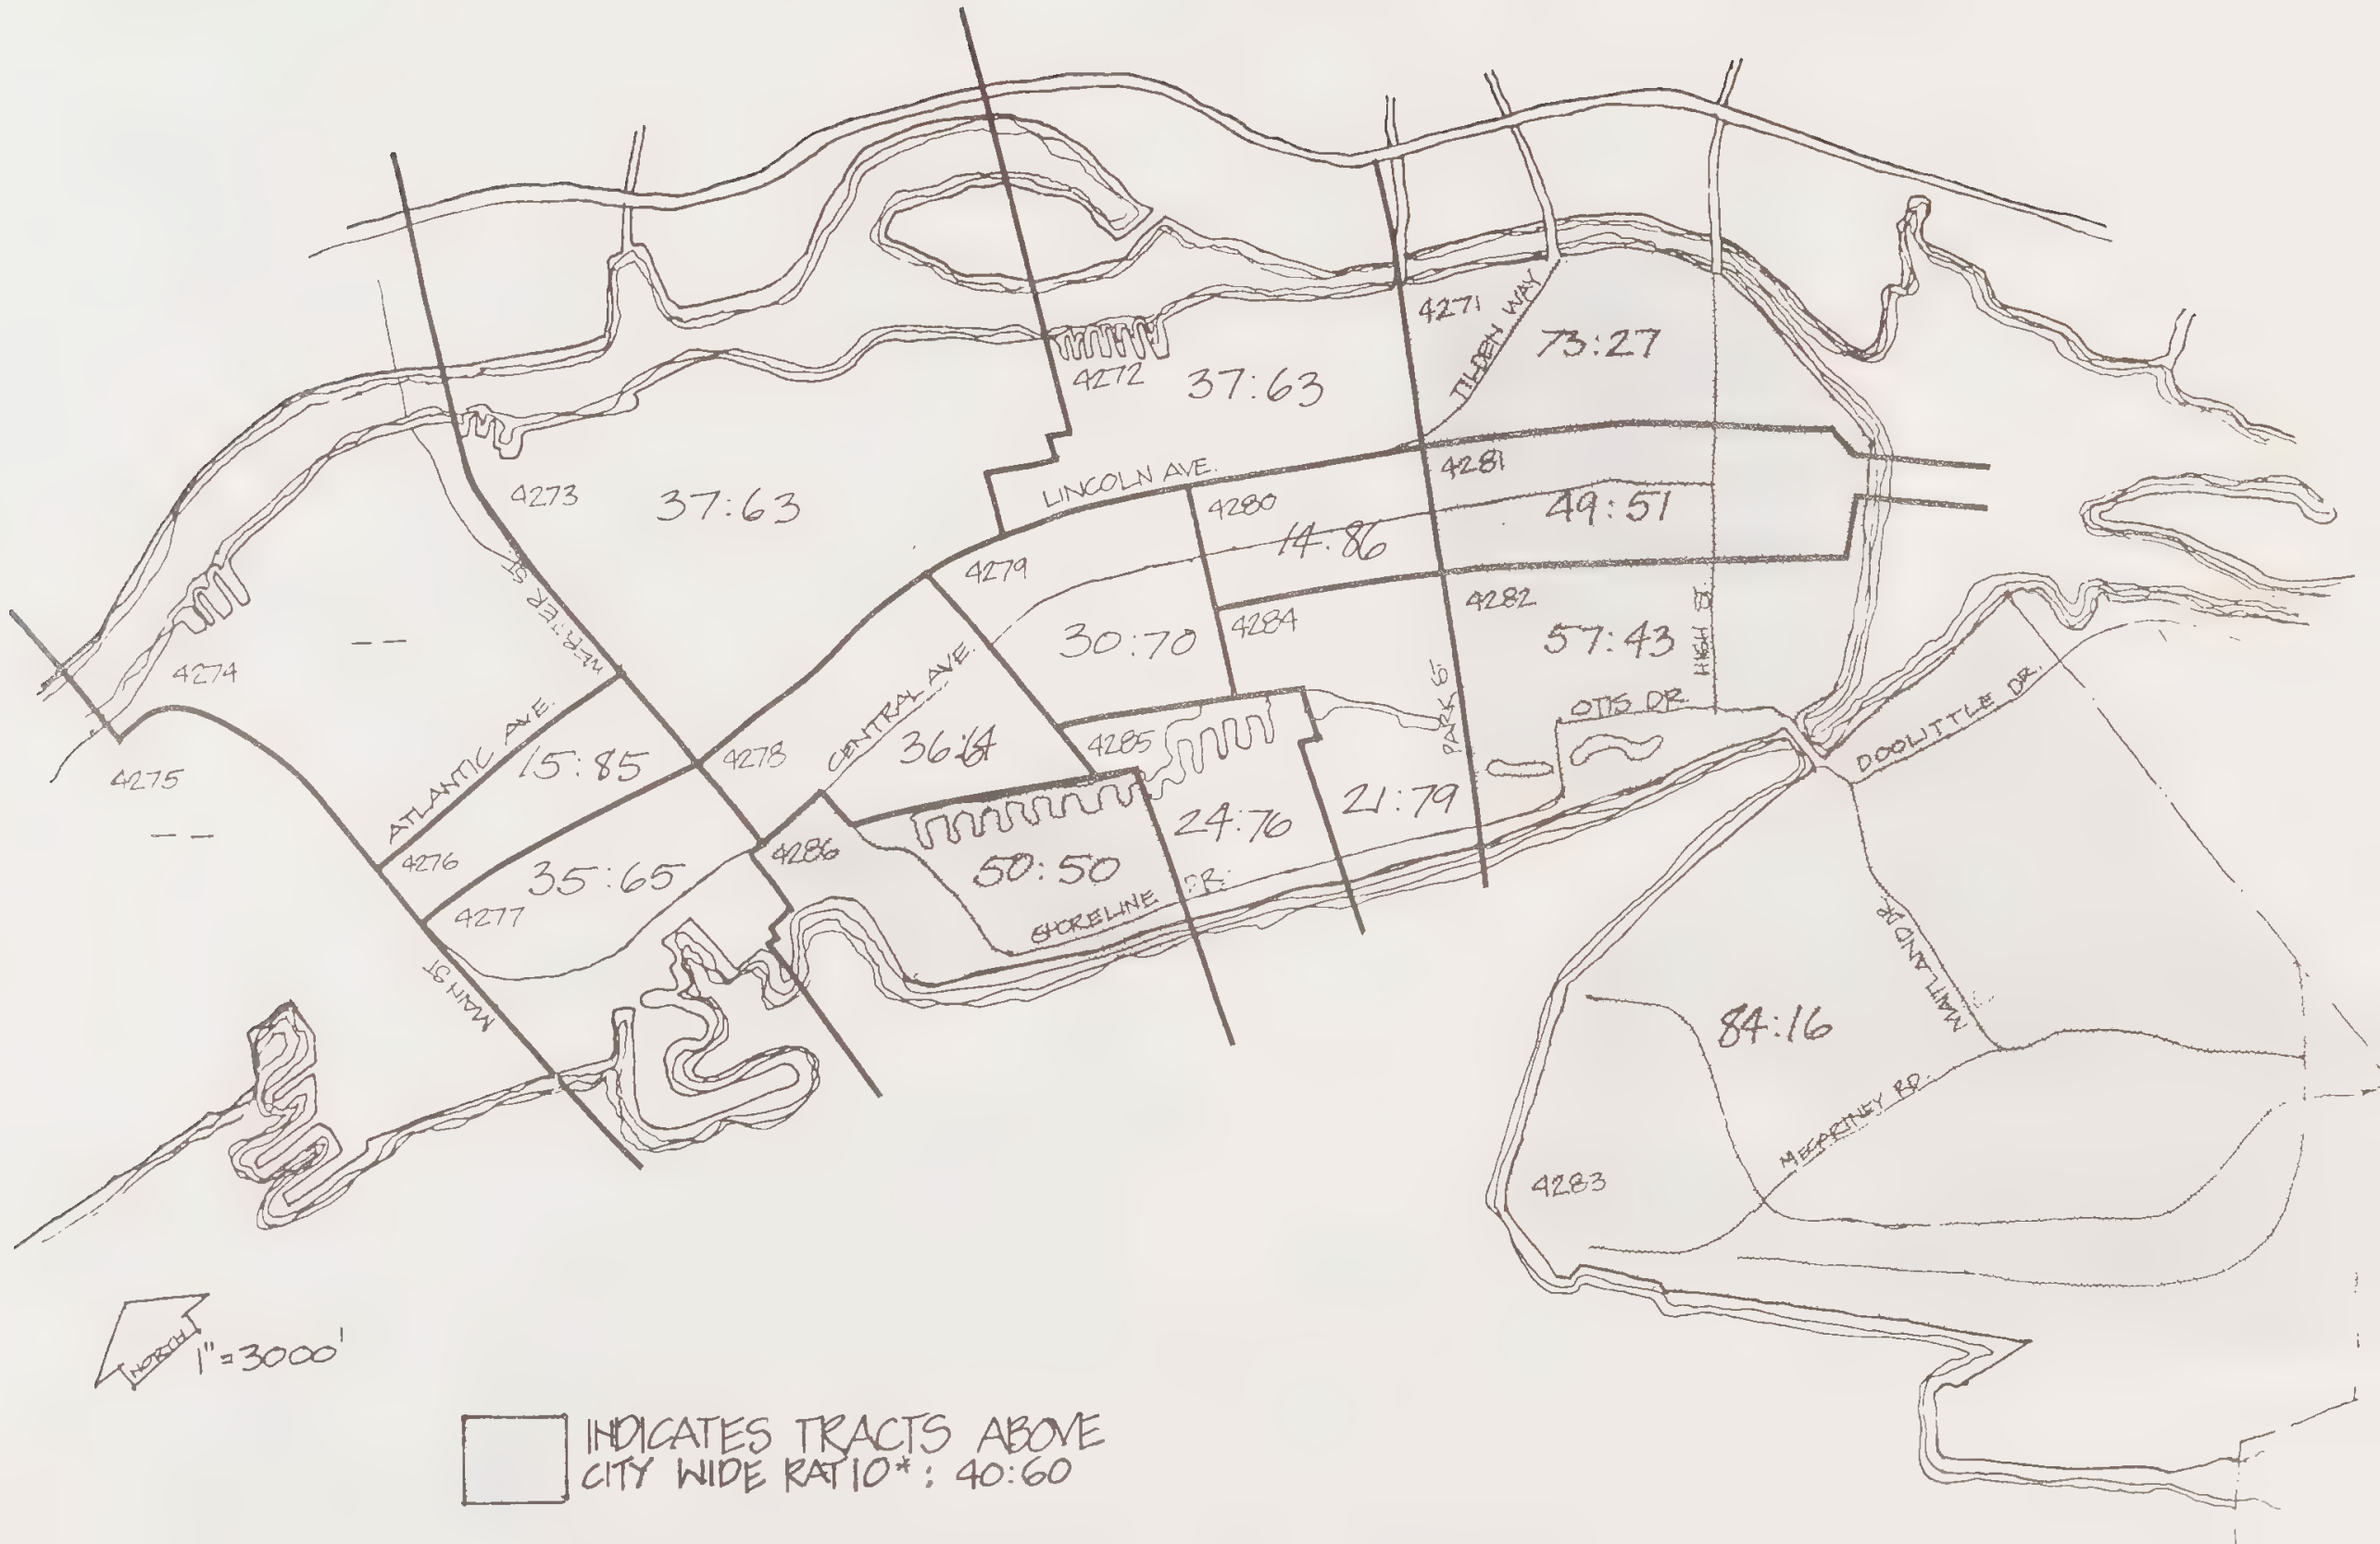 4271
TILDEN WAY
73:27
4272
37:63
4273
37:63
LINCOLN AVE.
4281
49:51
4280
14:86
4279
30:70
4284
4282
57:43
HIGH ST.
WEBSTER ST.
4274
- -
ATLANTIC AVE.
15:85
4278
CENTRAL AVE.
36:64
4285
24:76
21:79
PARK ST.
OTIS DR.
DOOLITTLE DR.
4275
- -
4276
35:65
4277
4286
50:50
SHORELINE DR.
MAIN ST
MAITLAND DR.
84:16
MECARTNEY RD.
4283
NORTH
1"=3000'
INDICATES TRACTS ABOVE
CITY WIDE RATIO*: 40:60